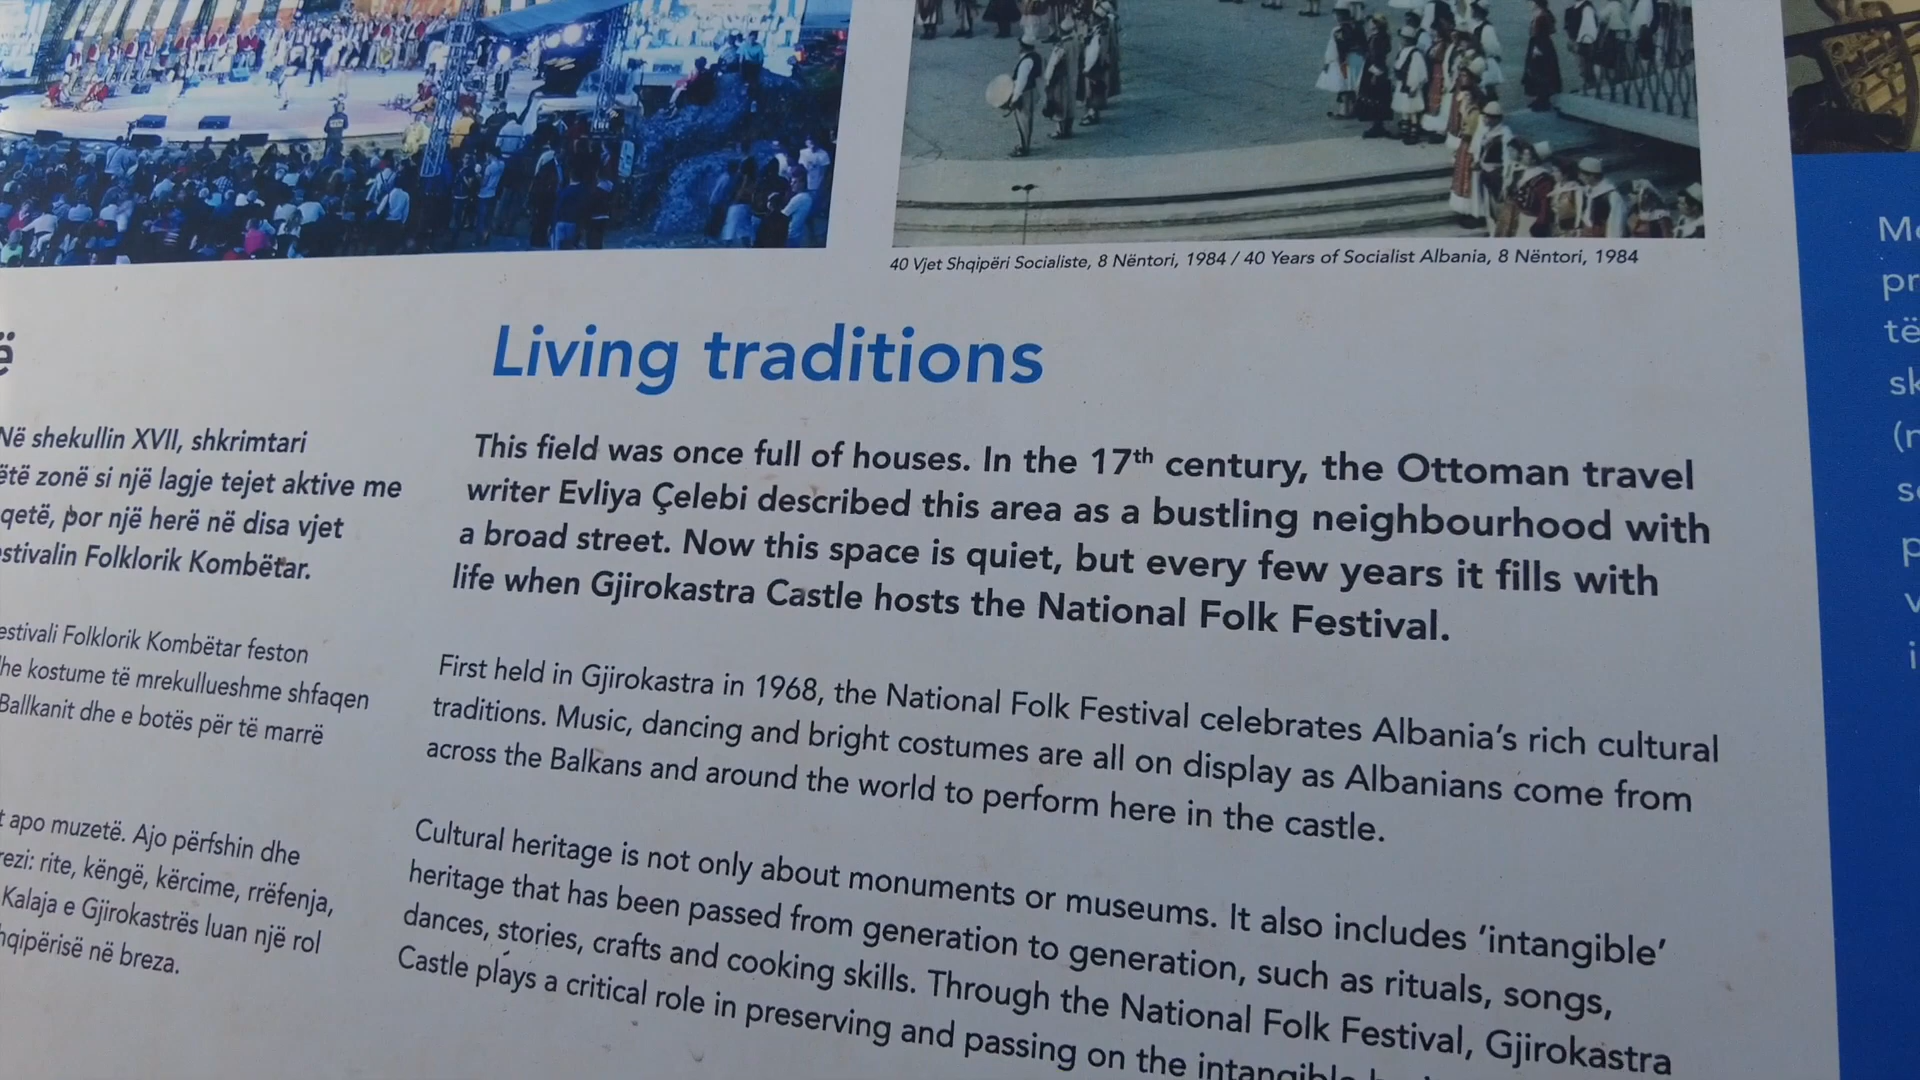 40 Vjet Shqipëri Socialiste, 8 Nëntori, 1984 / 40 Years of Socialist Albania, 8 Nëntori, 1984
Në shekullin XVII, shkrimtari
zonë si një lagje tejet aktive me
qetë, por një herë në disa vjet
Folklorik Kombëtar.
Folklorik Kombëtar feston
kostume të mrekullueshme shfaqen
Ballkanit dhe e botës për të marrë
apo muzetë. Ajo përfshin dhe
rite, këngë, kërcime, rrëfenja,
Kalaja e Gjirokastrës luan një rol
në breza.
Living traditions
This field was once full of houses. In the 17th century, the Ottoman travel
writer Evliya Çelebi described this area as a bustling neighbourhood with
a broad street. Now this space is quiet, but every few years it fills with
life when Gjirokastra Castle hosts the National Folk Festival.
First held in Gjirokastra in 1968, the National Folk Festival celebrates Albania's rich cultural
traditions. Music, dancing and bright costumes are all on display as Albanians come from
across the Balkans and around the world to perform here in the castle.
Cultural heritage is not only about monuments or museums. It also includes 'intangible'
heritage that has been passed from generation to generation, such as rituals, songs,
dances, stories, crafts and cooking skills. Through the National Folk Festival, Gjirokastra
Castle plays a critical role in preserving and passing on the intangible